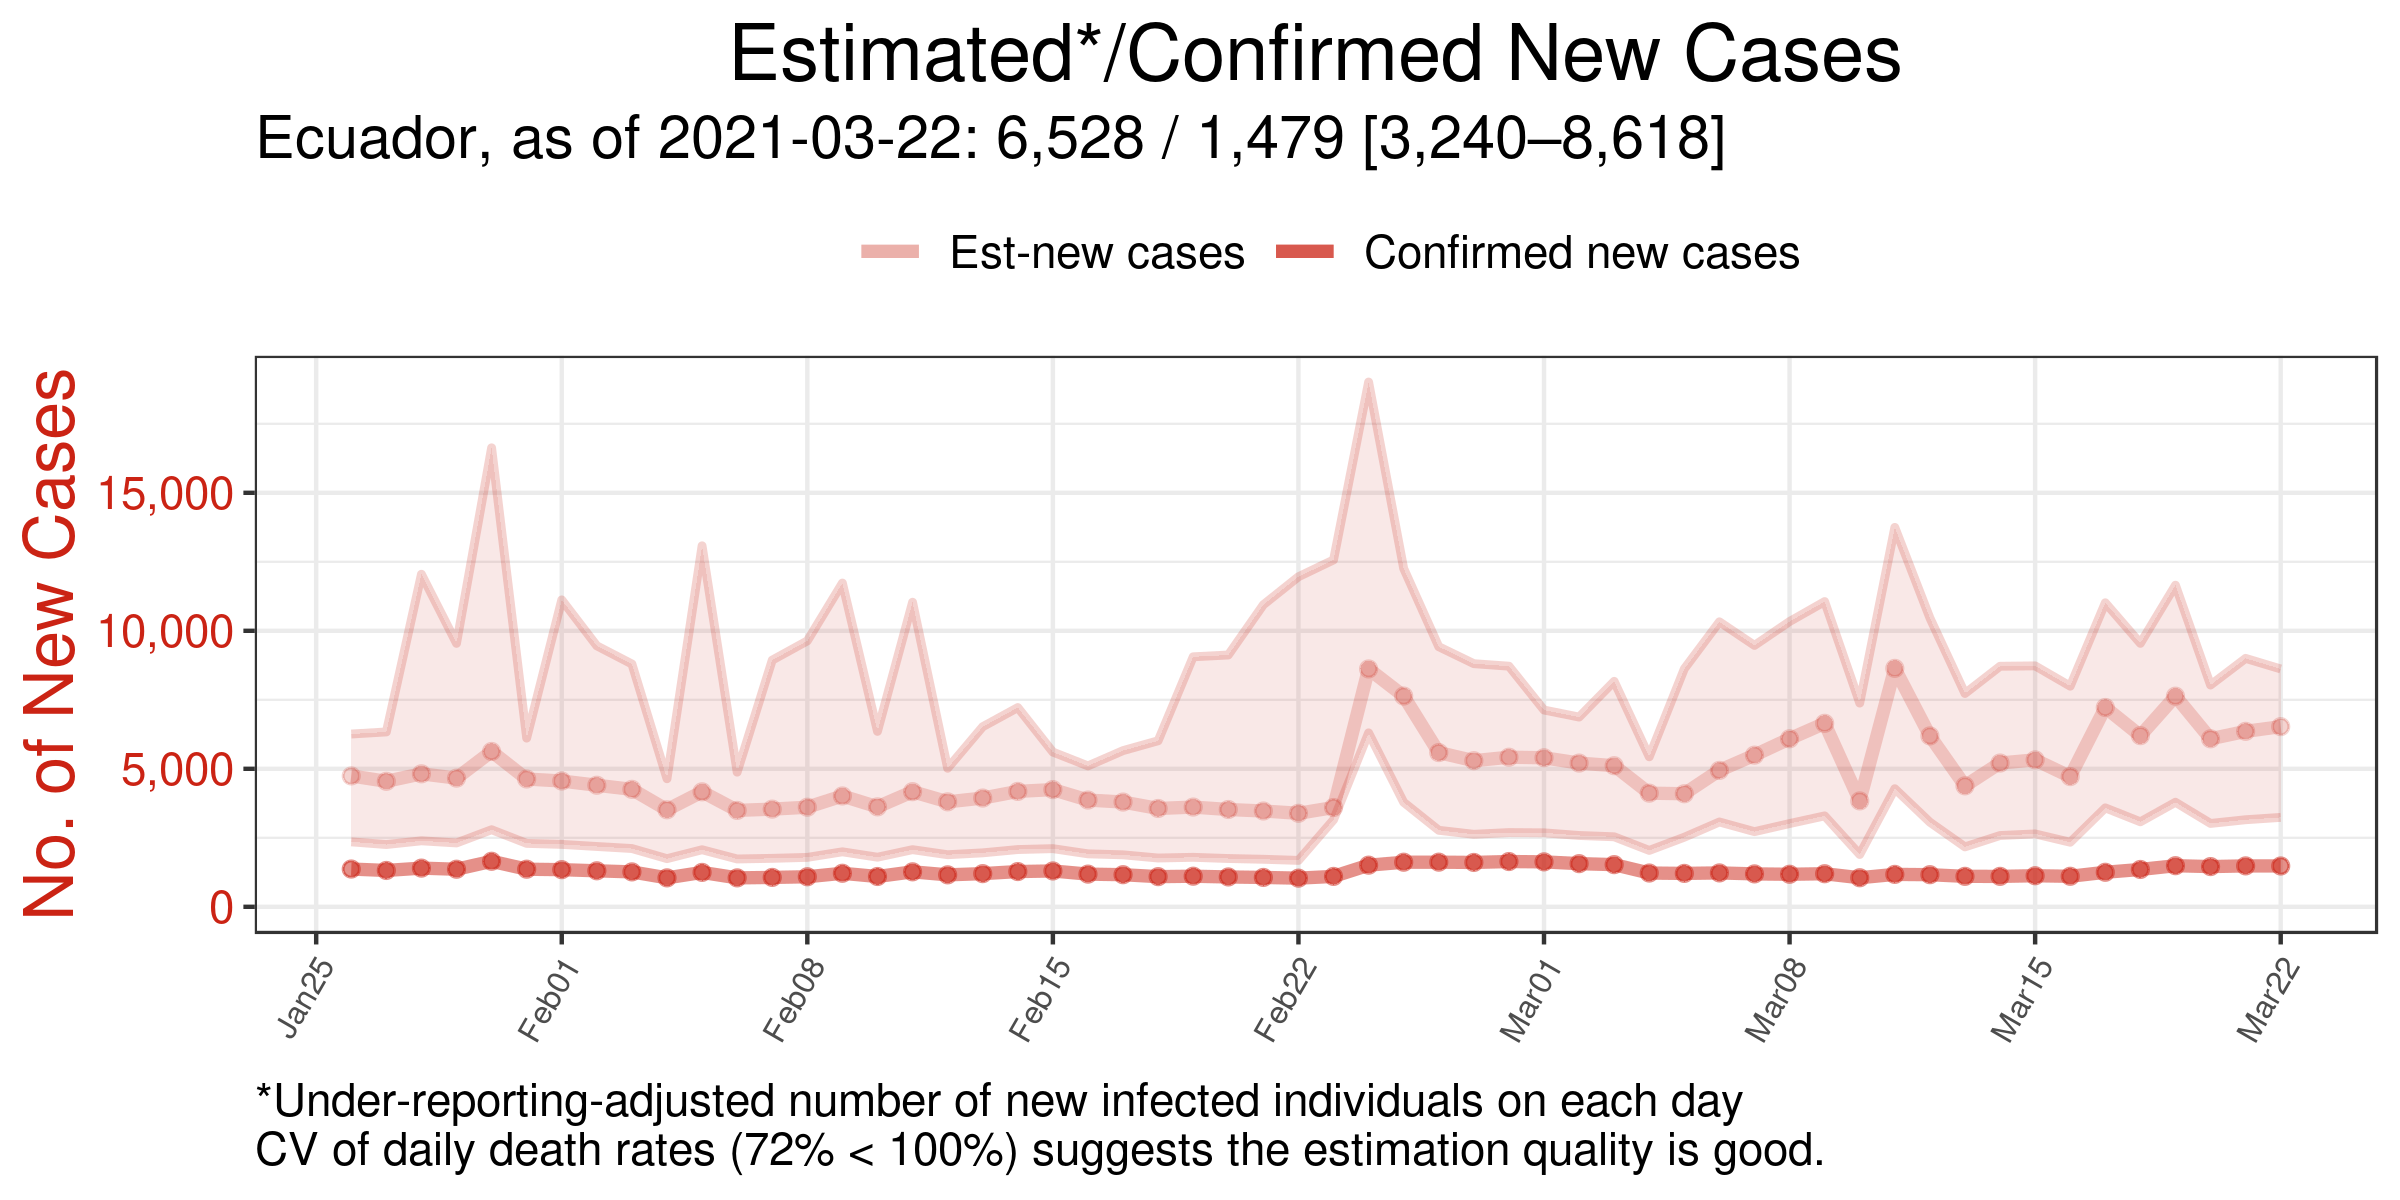 Estimated*/Confirmed New Cases
Ecuador, as of 2021-03-22: 6,528 / 1,479 [3,240–8,618]
Est-new cases Confirmed new cases
No. of New Cases
15,000
10,000
5,000
0
Jan25 Feb01 Feb08 Feb15 Feb22 Mar01 Mar08 Mar15 Mar22
*Under-reporting-adjusted number of new infected individuals on each day
CV of daily death rates (72% < 100%) suggests the estimation quality is good.